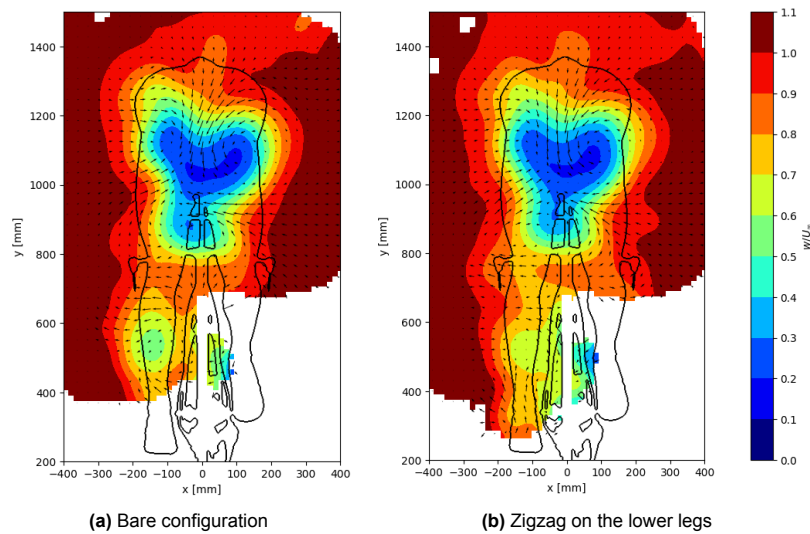 1400
1200
1000
800
600
400
200
y [mm]
-400 -300 -200 -100 0 100 200 300 400
x [mm]
1400
1200
1000
800
600
400
200
y [mm]
-400 -300 -200 -100 0 100 200 300 400
x [mm]
1.1
1.0
0.9
0.8
0.7
0.6
0.5
0.4
0.3
0.2
0.1
0.0
w/U∞
(a) Bare configuration
(b) Zigzag on the lower legs